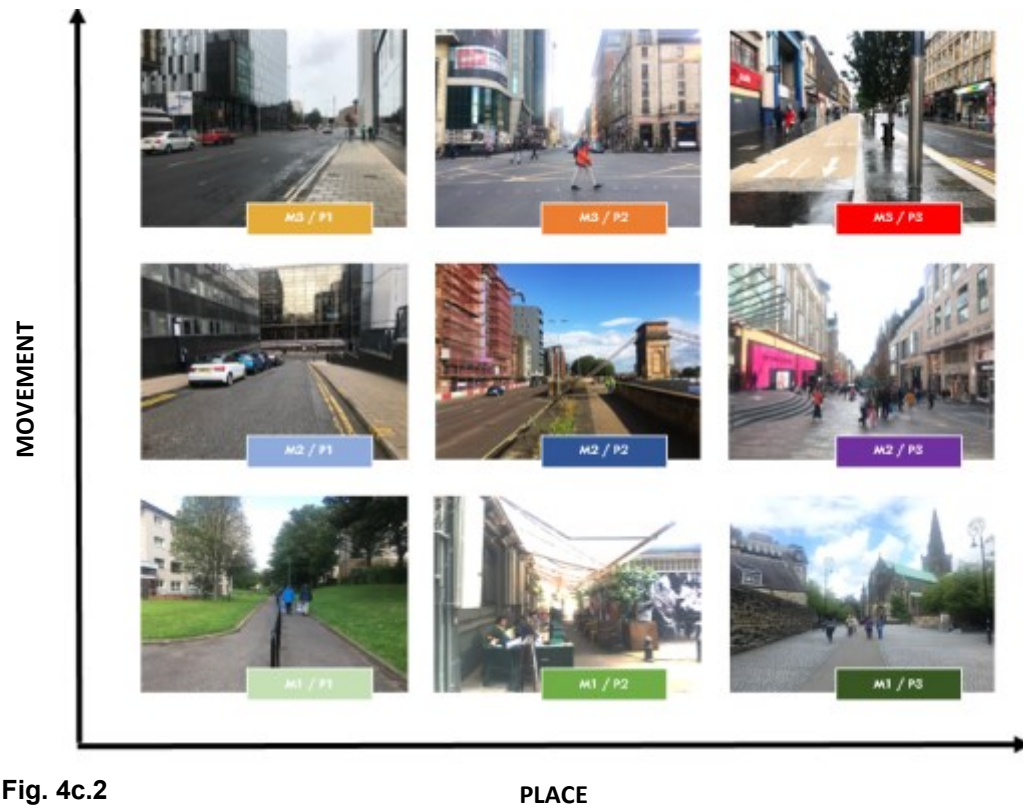 M3 / P1
M3 / P2
M3 / P3
MOVEMENT
M2 / P1
M2 / P2
M2 / P3
M1 / P1
M1 / P2
M1 / P3
Fig. 4c.2
PLACE